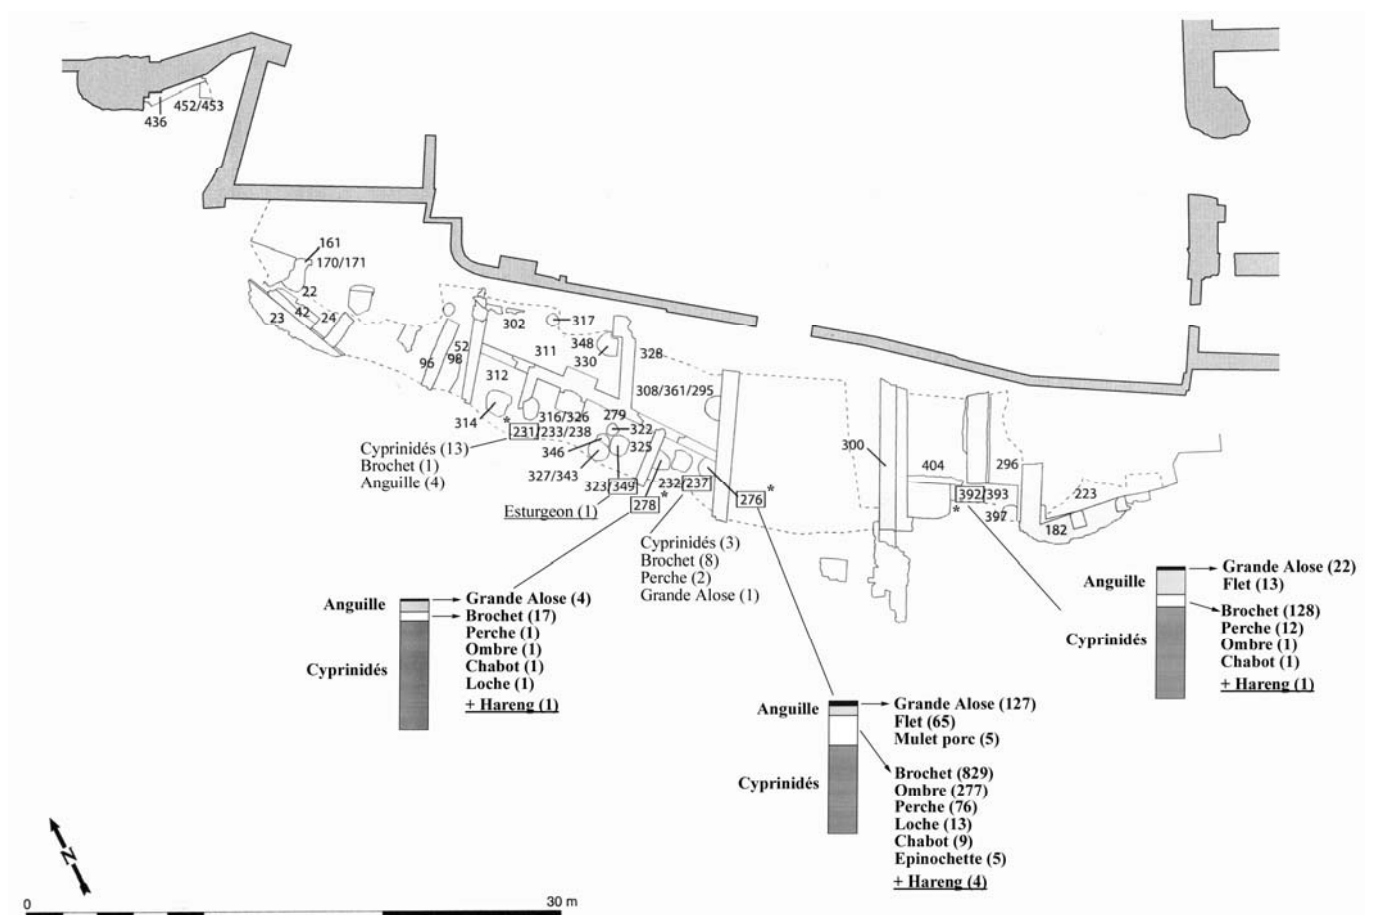 436
452/453
161
170/171
22
42
23
24
302
317
52
311
348
96
98
330
328
312
308/361/295
314
316/326
279
*
231/233/238
322
346
325
300
404
296
Cyprinidés (13)
Brochet (1)
Anguille (4)
327/343
323/349
232/237
276 *
392/393
223
278 *
*
397
182
Esturgeon (1)
Cyprinidés (3)
Brochet (8)
Perche (2)
Grande Alose (1)
Anguille
Cyprinidés
Grande Alose (4)
Brochet (17)
Perche (1)
Ombre (1)
Chabot (1)
Loche (1)
+ Hareng (1)
Anguille
Cyprinidés
Grande Alose (22)
Flet (13)
Brochet (128)
Perche (12)
Ombre (1)
Chabot (1)
+ Hareng (1)
Anguille
Cyprinidés
Grande Alose (127)
Flet (65)
Mulet porc (5)
Brochet (829)
Ombre (277)
Perche (76)
Loche (13)
Chabot (9)
Epinochette (5)
+ Hareng (4)
N
0
30 m